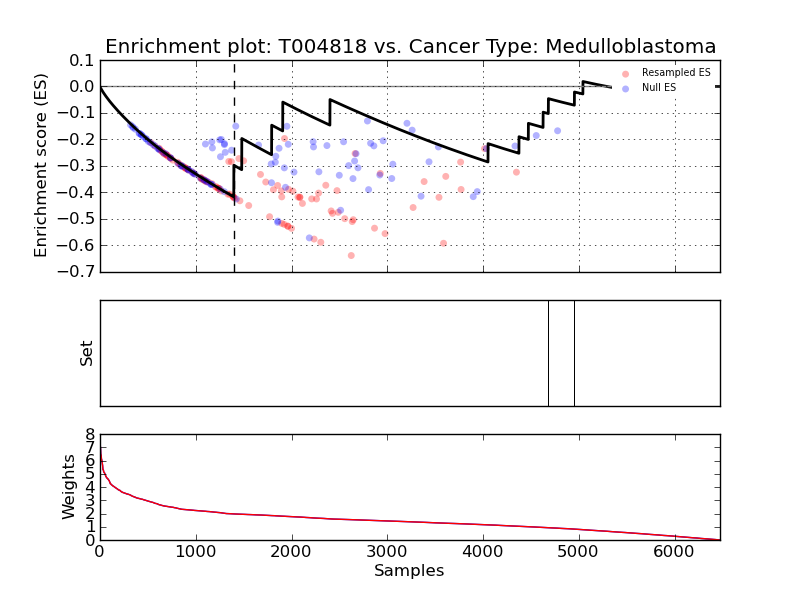 Enrichment plot: T004818 vs. Cancer Type: Medulloblastoma
Enrichment score (ES)
0.1
0.0
−0.1
−0.2
−0.3
−0.4
−0.5
−0.6
−0.7
Resampled ES
Null ES
Set
Weights
8
7
6
5
4
3
2
1
0
0 1000 2000 3000 4000 5000 6000
Samples